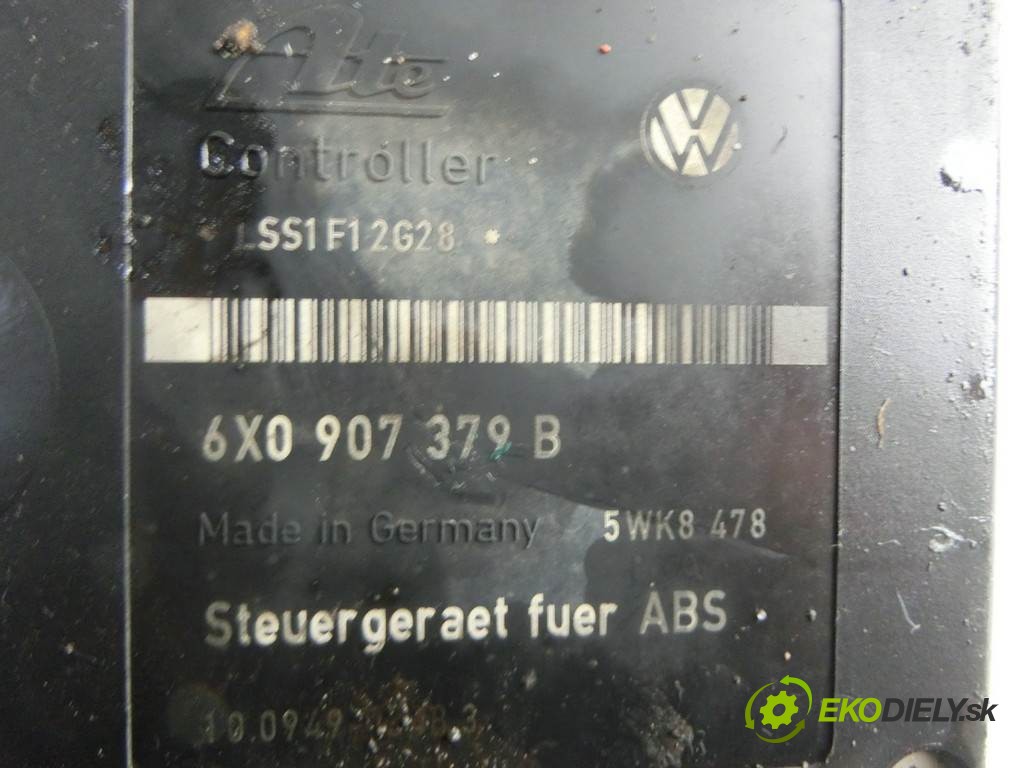 Ate
Controller
LSS1F12G28 *
6X0 907 379 B
Made in Germany 5WK8 478
Steuergeraet fuer ABS
EKODIELY.sk